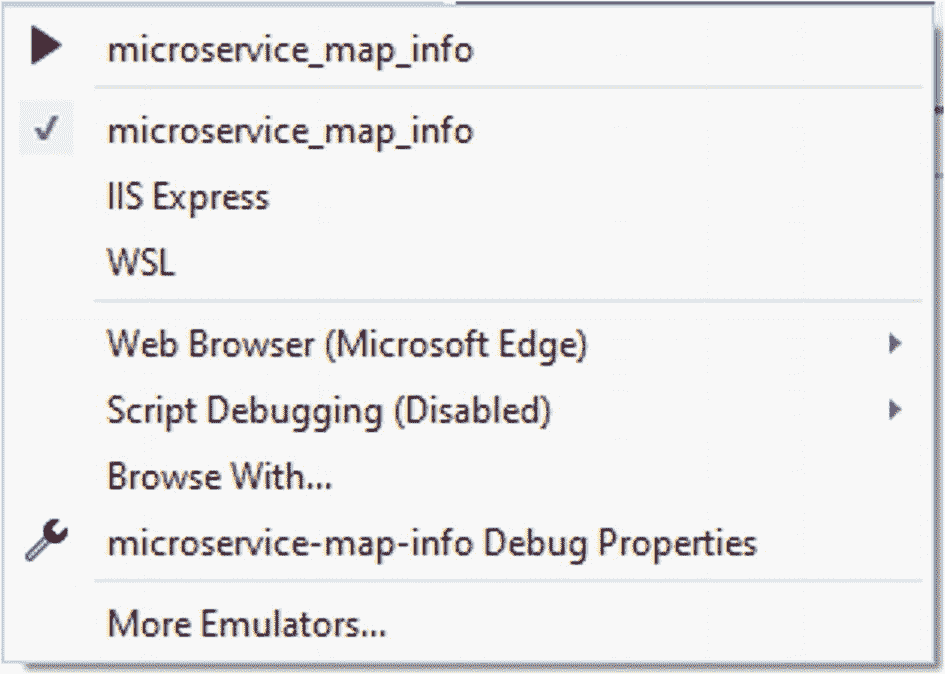 microservice_map_info
microservice_map_info
IIS Express
WSL
Web Browser (Microsoft Edge)
Script Debugging (Disabled)
Browse With...
microservice-map-info Debug Properties
More Emulators...